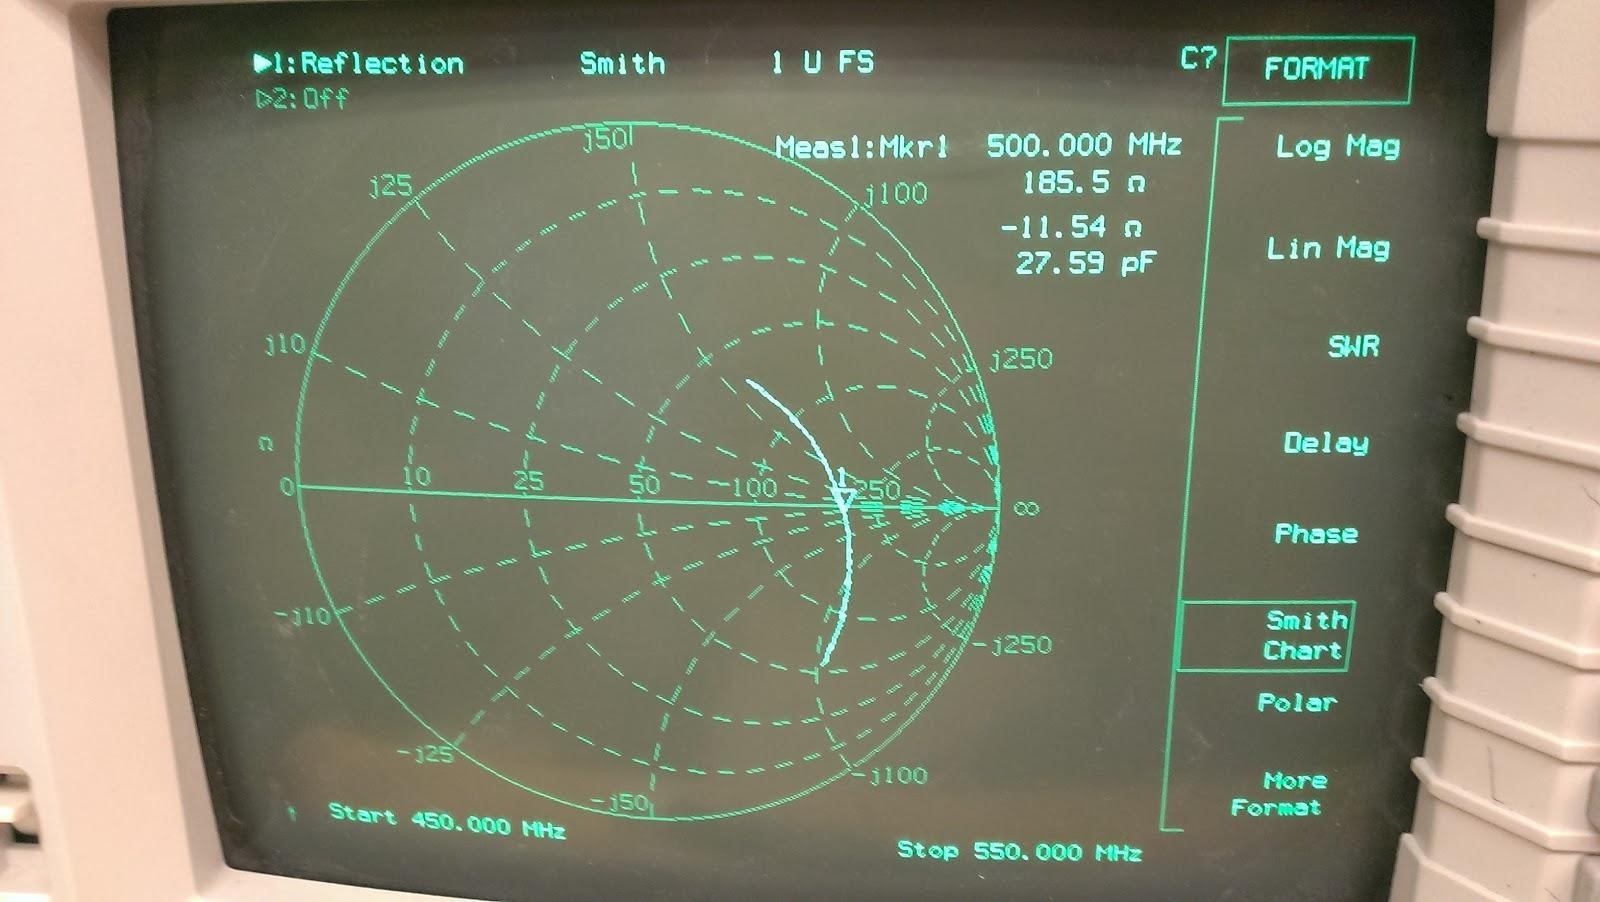 ▶1:Reflection Smith 1 U FS C?
▷2:Off
FORMAT
Meas1:Mkr1 500.000 MHz
185.5 Ω
-11.54 Ω
27.59 pF
j50
j25
j100
j10
j250
Ω
0 10 25 50 100 250 ∞
1
-j10
-j250
-j25
-j50
-j100
↑ Start 450.000 MHz
Stop 550.000 MHz
Log Mag
Lin Mag
SWR
Delay
Phase
Smith
Chart
Polar
More
Format